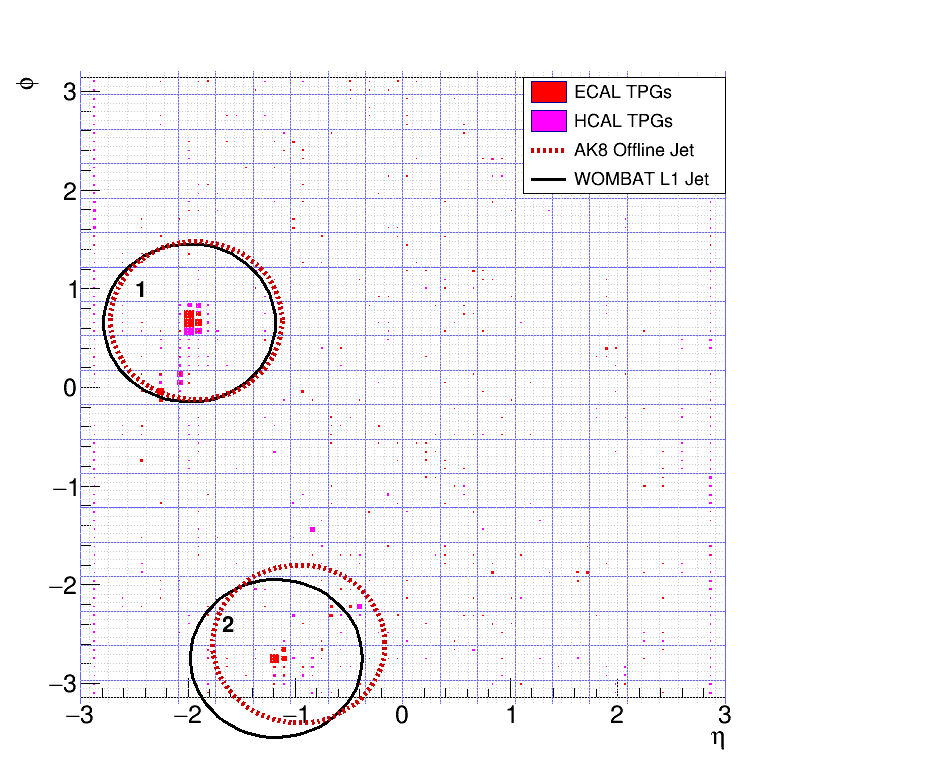 ϕ
3
2
1
0
−1
−2
−3
ECAL TPGs
HCAL TPGs
AK8 Offline Jet
WOMBAT L1 Jet
1
2
−3 −2 −1 0 1 2 3
η